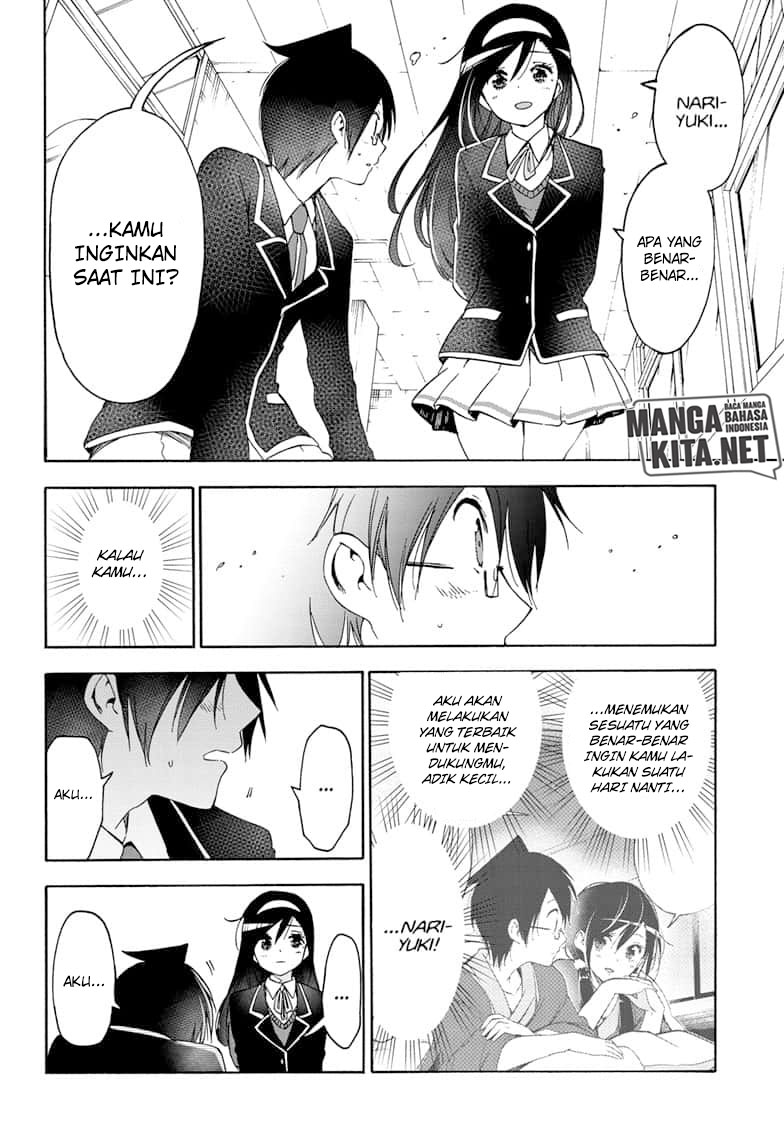 NARI-
YUKI...
APA YANG
BENAR-
BENAR...
...KAMU
INGINKAN
SAAT INI?
MANGA
KITA.NET
BACA MANGA
BAHASA
INDONESIA
KALAU
KAMU...
...MENEMUKAN
SESUATU YANG
BENAR-BENAR
INGIN KAMU LA-
KUKAN SUATU
HARI NANTI...
AKU AKAN
MELAKUKAN
YANG TERBAIK
UNTUK MEN-
DUKUNGMU,
ADIK KECIL...
...NARI-
YUKI!
...
AKU...
...
AKU...